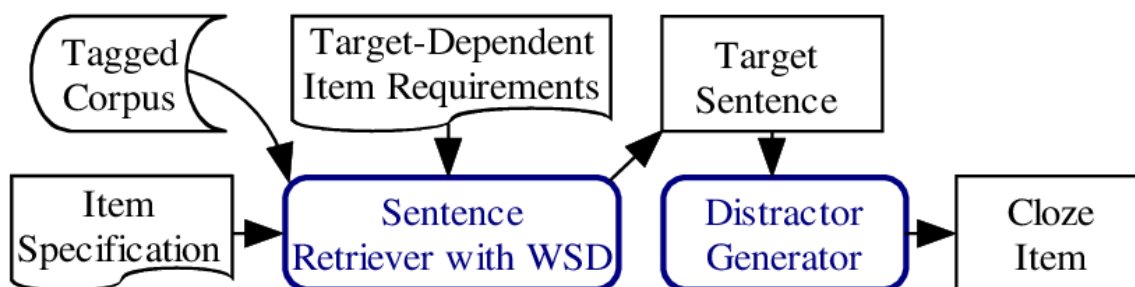 Tagged
Corpus
Target-Dependent
Item Requirements
Target
Sentence
Item
Specification
Sentence
Retriever with WSD
Distractor
Generator
Cloze
Item